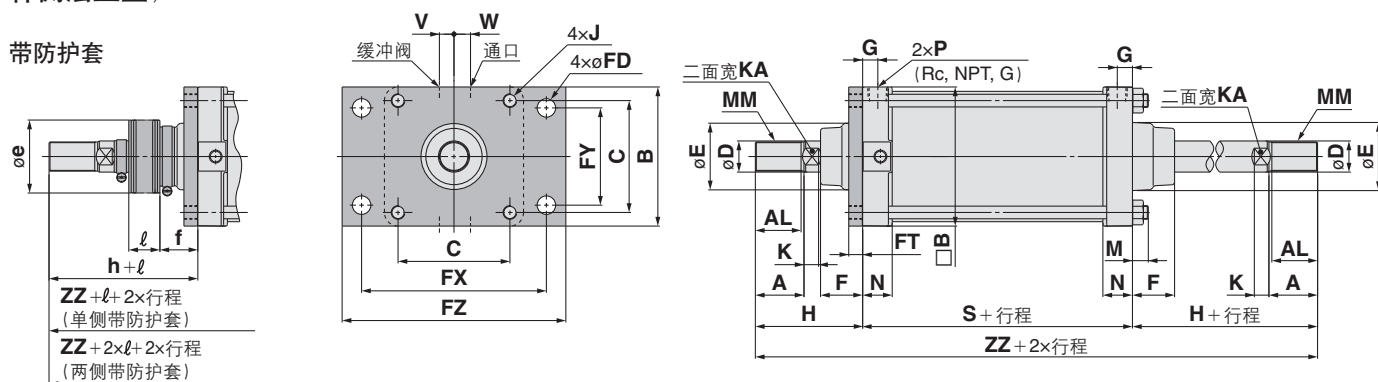 带防护套
øe
ℓ
f
h+ℓ
ZZ+ℓ+2×行程
(单侧带防护套)
ZZ+2×ℓ+2×行程
(两侧带防护套)
V
W
缓冲阀
通口
4×J
4×øFD
FY
C
B
C
FX
FZ
G
2×P
(Rc, NPT, G)
G
二面宽KA
MM
二面宽KA
MM
øE
øD
øD
øE
AL
K
A
F
N
FT
□B
M
N
F
K
AL
A
H
S+行程
H+行程
ZZ+2×行程